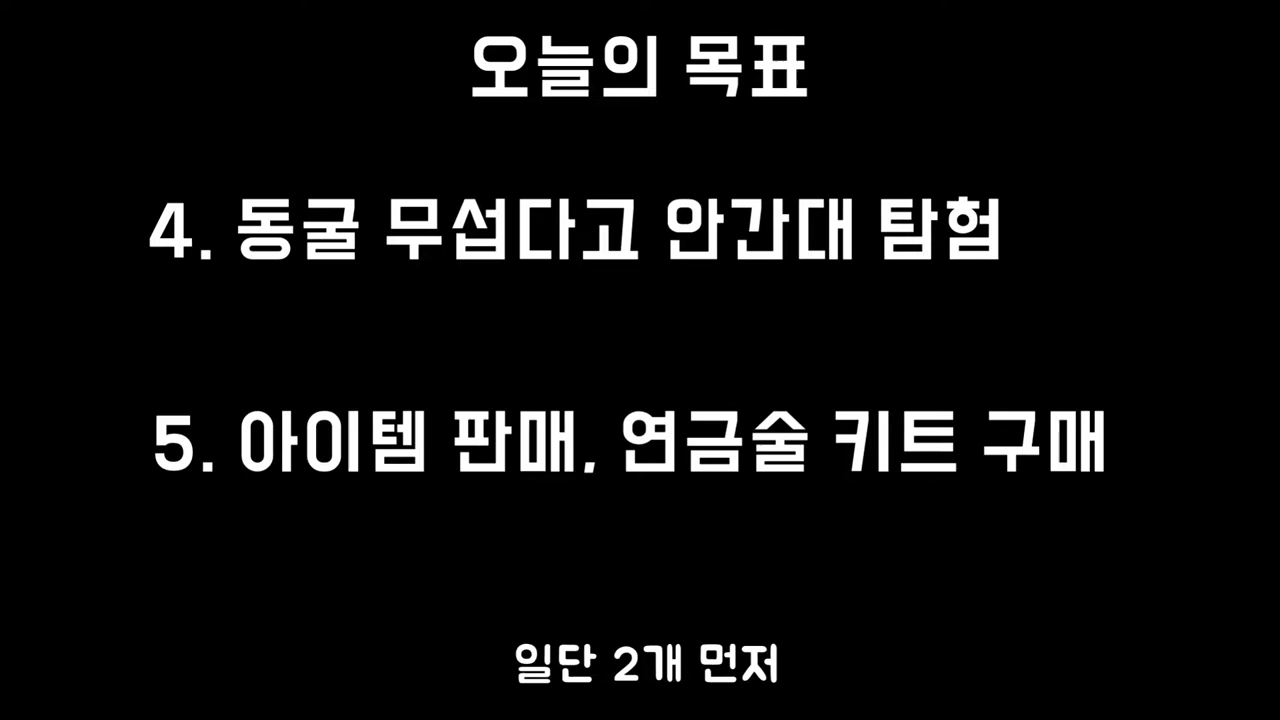 오늘의 목표
4. 동굴 무섭다고 안간대 탐험
5. 아이템 판매, 연금술 키트 구매
일단 2개 먼저